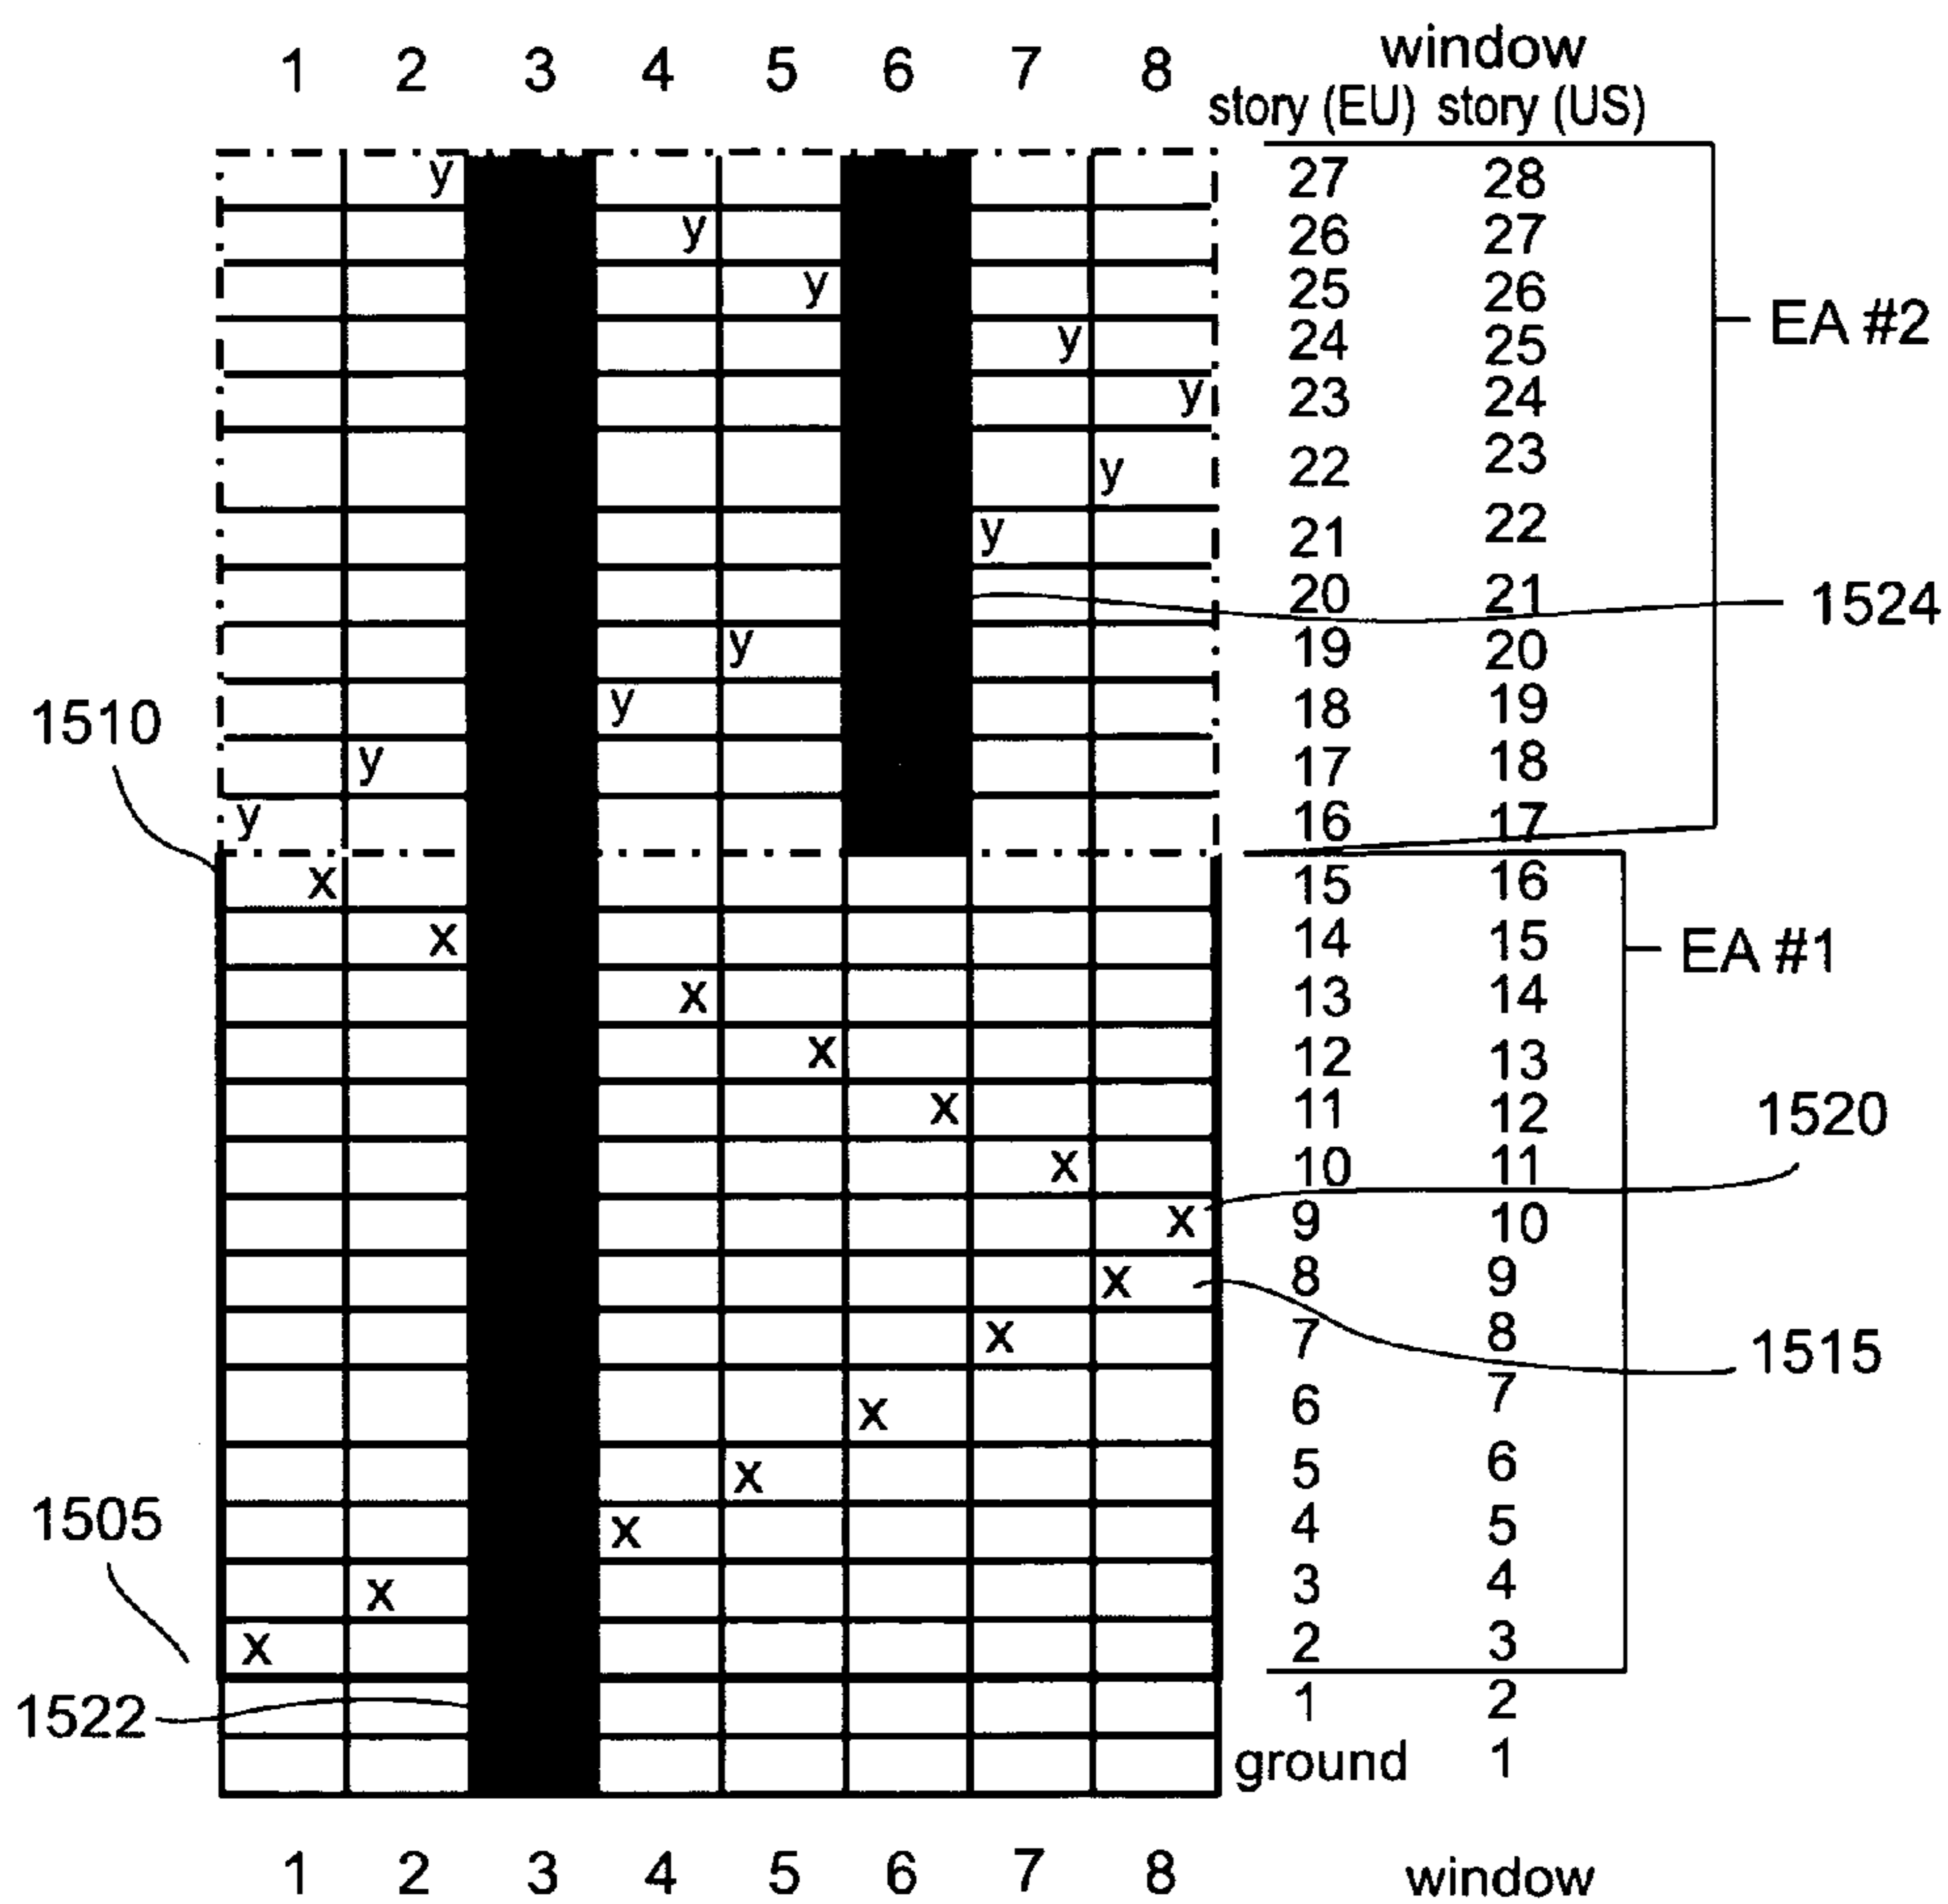 1 2 3 4 5 6 7 8 window
story (EU) story (US)
y 27 28
y 26 27
y 25 26
y 24 25
EA #2
y 23 24
y 22 23
y 21 22
20 21
1524
y 19 20
y 18 19
1510
y 17 18
y 16 17
x 15 16
x 14 15
EA #1
x 13 14
x 12 13
x 11 12
1520
x 10 11
x 9 10
x 8 9
x 7 8
1515
x 6 7
x 5 6
1505
x 4 5
x 3 4
x 2 3
1522
1 2
ground 1
1 2 3 4 5 6 7 8 window